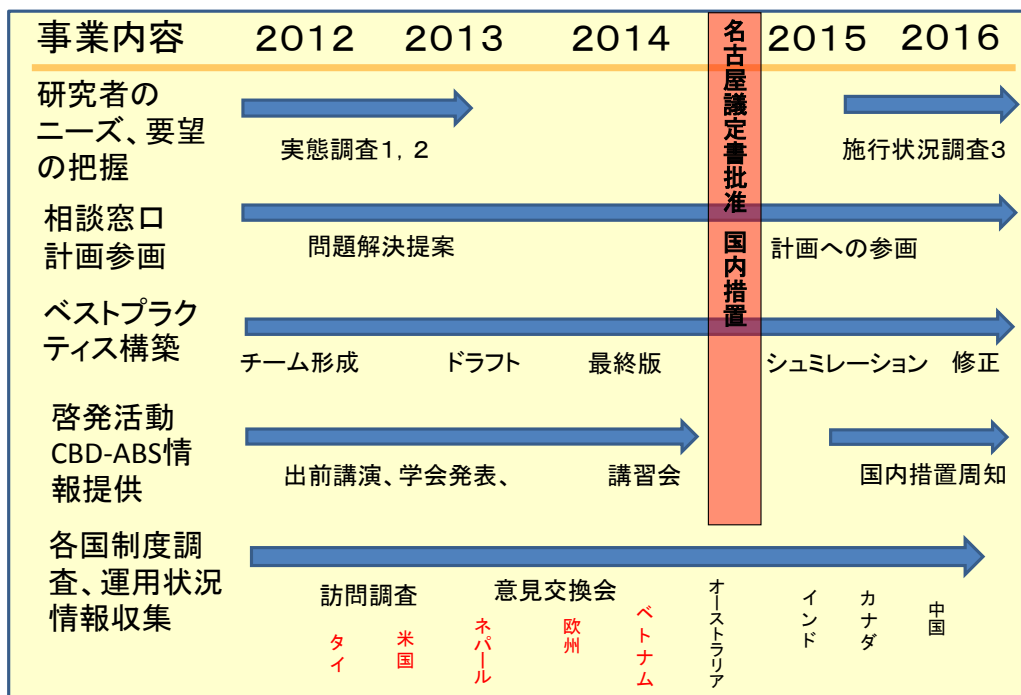 事業内容 2012 2013 2014 2015 2016
名古屋議定書批准 国内措置
研究者の
ニーズ、要望
の把握
実態調査1，2
施行状況調査3
相談窓口
計画参画
問題解決提案
計画への参画
ベストプラク
ティス構築
チーム形成
ドラフト
最終版
シュミレーション
修正
啓発活動
CBD-ABS情
報提供
出前講演、学会発表、
講習会
国内措置周知
各国制度調
査、運用状況
情報収集
訪問調査
意見交換会
タイ
米国
ネパール
欧州
ベトナム
オーストラリア
インド
カナダ
中国